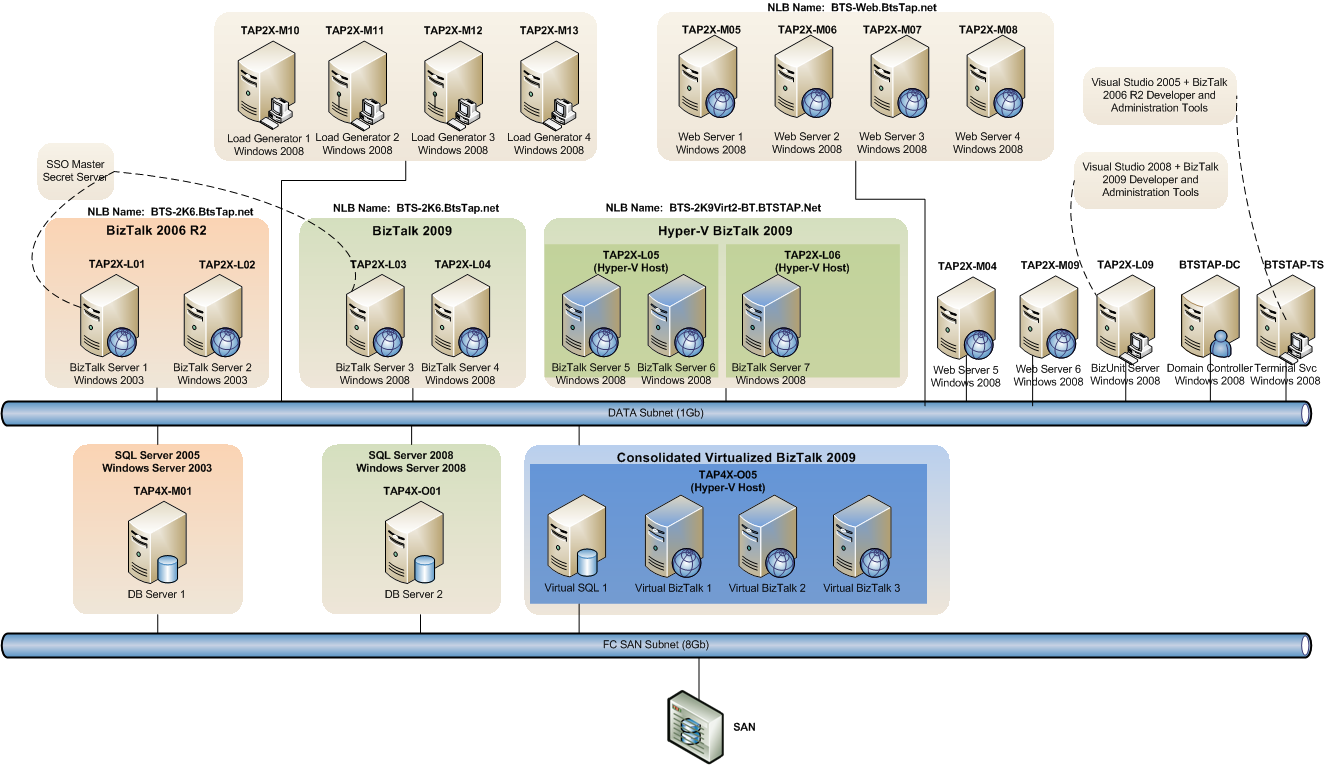 NLB Name: BTS-Web.BtsTap.net
TAP2X-M10
TAP2X-M11
TAP2X-M12
TAP2X-M13
Load Generator 1
Windows 2008
Load Generator 2
Windows 2008
Load Generator 3
Windows 2008
Load Generator 4
Windows 2008
TAP2X-M05
TAP2X-M06
TAP2X-M07
TAP2X-M08
Web Server 1
Windows 2008
Web Server 2
Windows 2008
Web Server 3
Windows 2008
Web Server 4
Windows 2008
Visual Studio 2005 + BizTalk
2006 R2 Developer and
Administration Tools
Visual Studio 2008 + BizTalk
2009 Developer and
Administration Tools
SSO Master
Secret Server
NLB Name: BTS-2K6.BtsTap.net
BizTalk 2006 R2
TAP2X-L01
TAP2X-L02
BizTalk Server 1
Windows 2003
BizTalk Server 2
Windows 2003
NLB Name: BTS-2K6.BtsTap.net
BizTalk 2009
TAP2X-L03
TAP2X-L04
BizTalk Server 3
Windows 2008
BizTalk Server 4
Windows 2008
NLB Name: BTS-2K9Virt2-BT.BTSTAP.Net
Hyper-V BizTalk 2009
TAP2X-L05
(Hyper-V Host)
TAP2X-L06
(Hyper-V Host)
BizTalk Server 5
Windows 2008
BizTalk Server 6
Windows 2008
BizTalk Server 7
Windows 2008
TAP2X-M04
TAP2X-M09
TAP2X-L09
BTSTAP-DC
BTSTAP-TS
Web Server 5
Windows 2008
Web Server 6
Windows 2008
BizUnit Server
Windows 2008
Domain Controller
Windows 2008
Terminal Svc
Windows 2008
DATA Subnet (1Gb)
SQL Server 2005
Windows Server 2003
TAP4X-M01
DB Server 1
SQL Server 2008
Windows Server 2008
TAP4X-O01
DB Server 2
Consolidated Virtualized BizTalk 2009
TAP4X-O05
(Hyper-V Host)
Virtual SQL 1
Virtual BizTalk 1
Virtual BizTalk 2
Virtual BizTalk 3
FC SAN Subnet (8Gb)
SAN